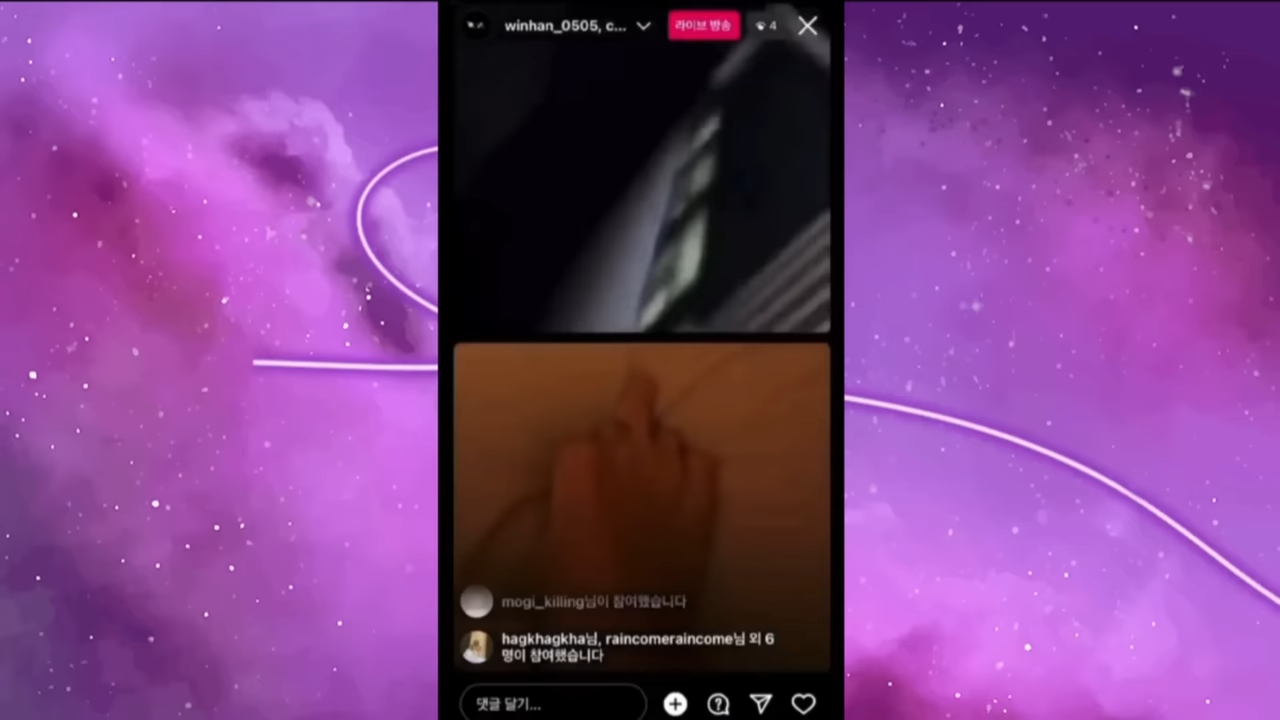 winhan_0505, c...
라이브 방송
4
mogi_killing님이 참여했습니다
hagkhagkha님, raincomeraincome님 외 6
명이 참여했습니다
댓글 달기...